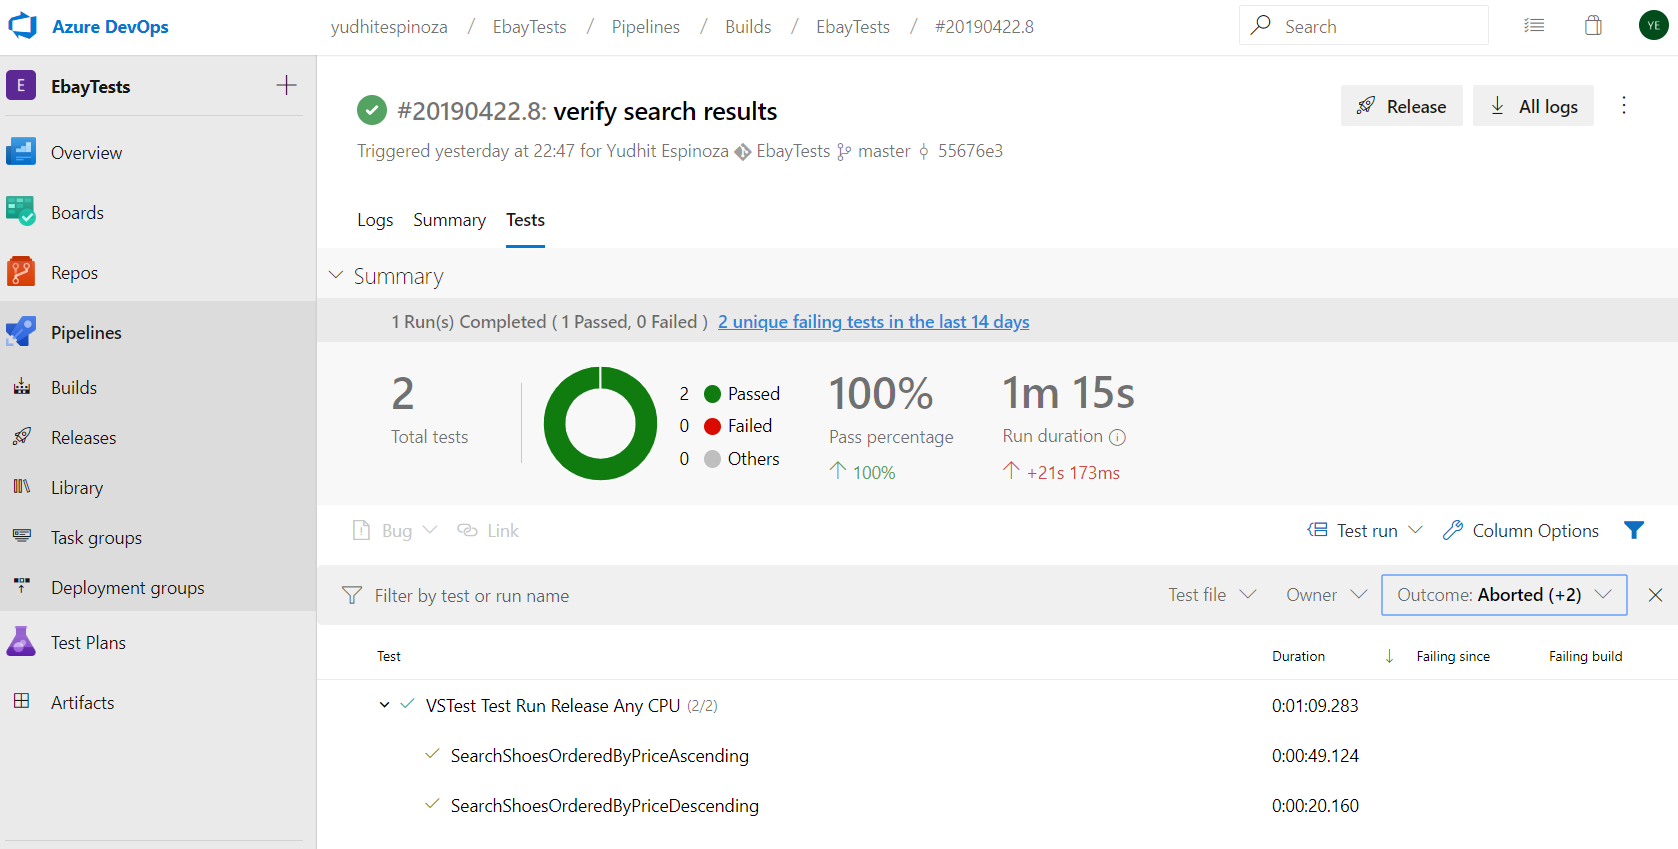 Azure DevOps
yudhitespinoza / EbayTests / Pipelines / Builds / EbayTests / #20190422.8
Search
YE
E EbayTests
Overview
Boards
Repos
Pipelines
Builds
Releases
Library
Task groups
Deployment groups
Test Plans
Artifacts
#20190422.8: verify search results
Release
All logs
Triggered yesterday at 22:47 for Yudhit Espinoza EbayTests master 55676e3
Logs Summary Tests
Summary
1 Run(s) Completed ( 1 Passed, 0 Failed ) 2 unique failing tests in the last 14 days
2
Total tests
2 Passed
0 Failed
0 Others
100%
Pass percentage
100%
1m 15s
Run duration
+21s 173ms
Bug Link Test run Column Options
Filter by test or run name Test file Owner Outcome: Aborted (+2)
Test Duration Failing since Failing build
VSTest Test Run Release Any CPU (2/2) 0:01:09.283
SearchShoesOrderedByPriceAscending 0:00:49.124
SearchShoesOrderedByPriceDescending 0:00:20.160